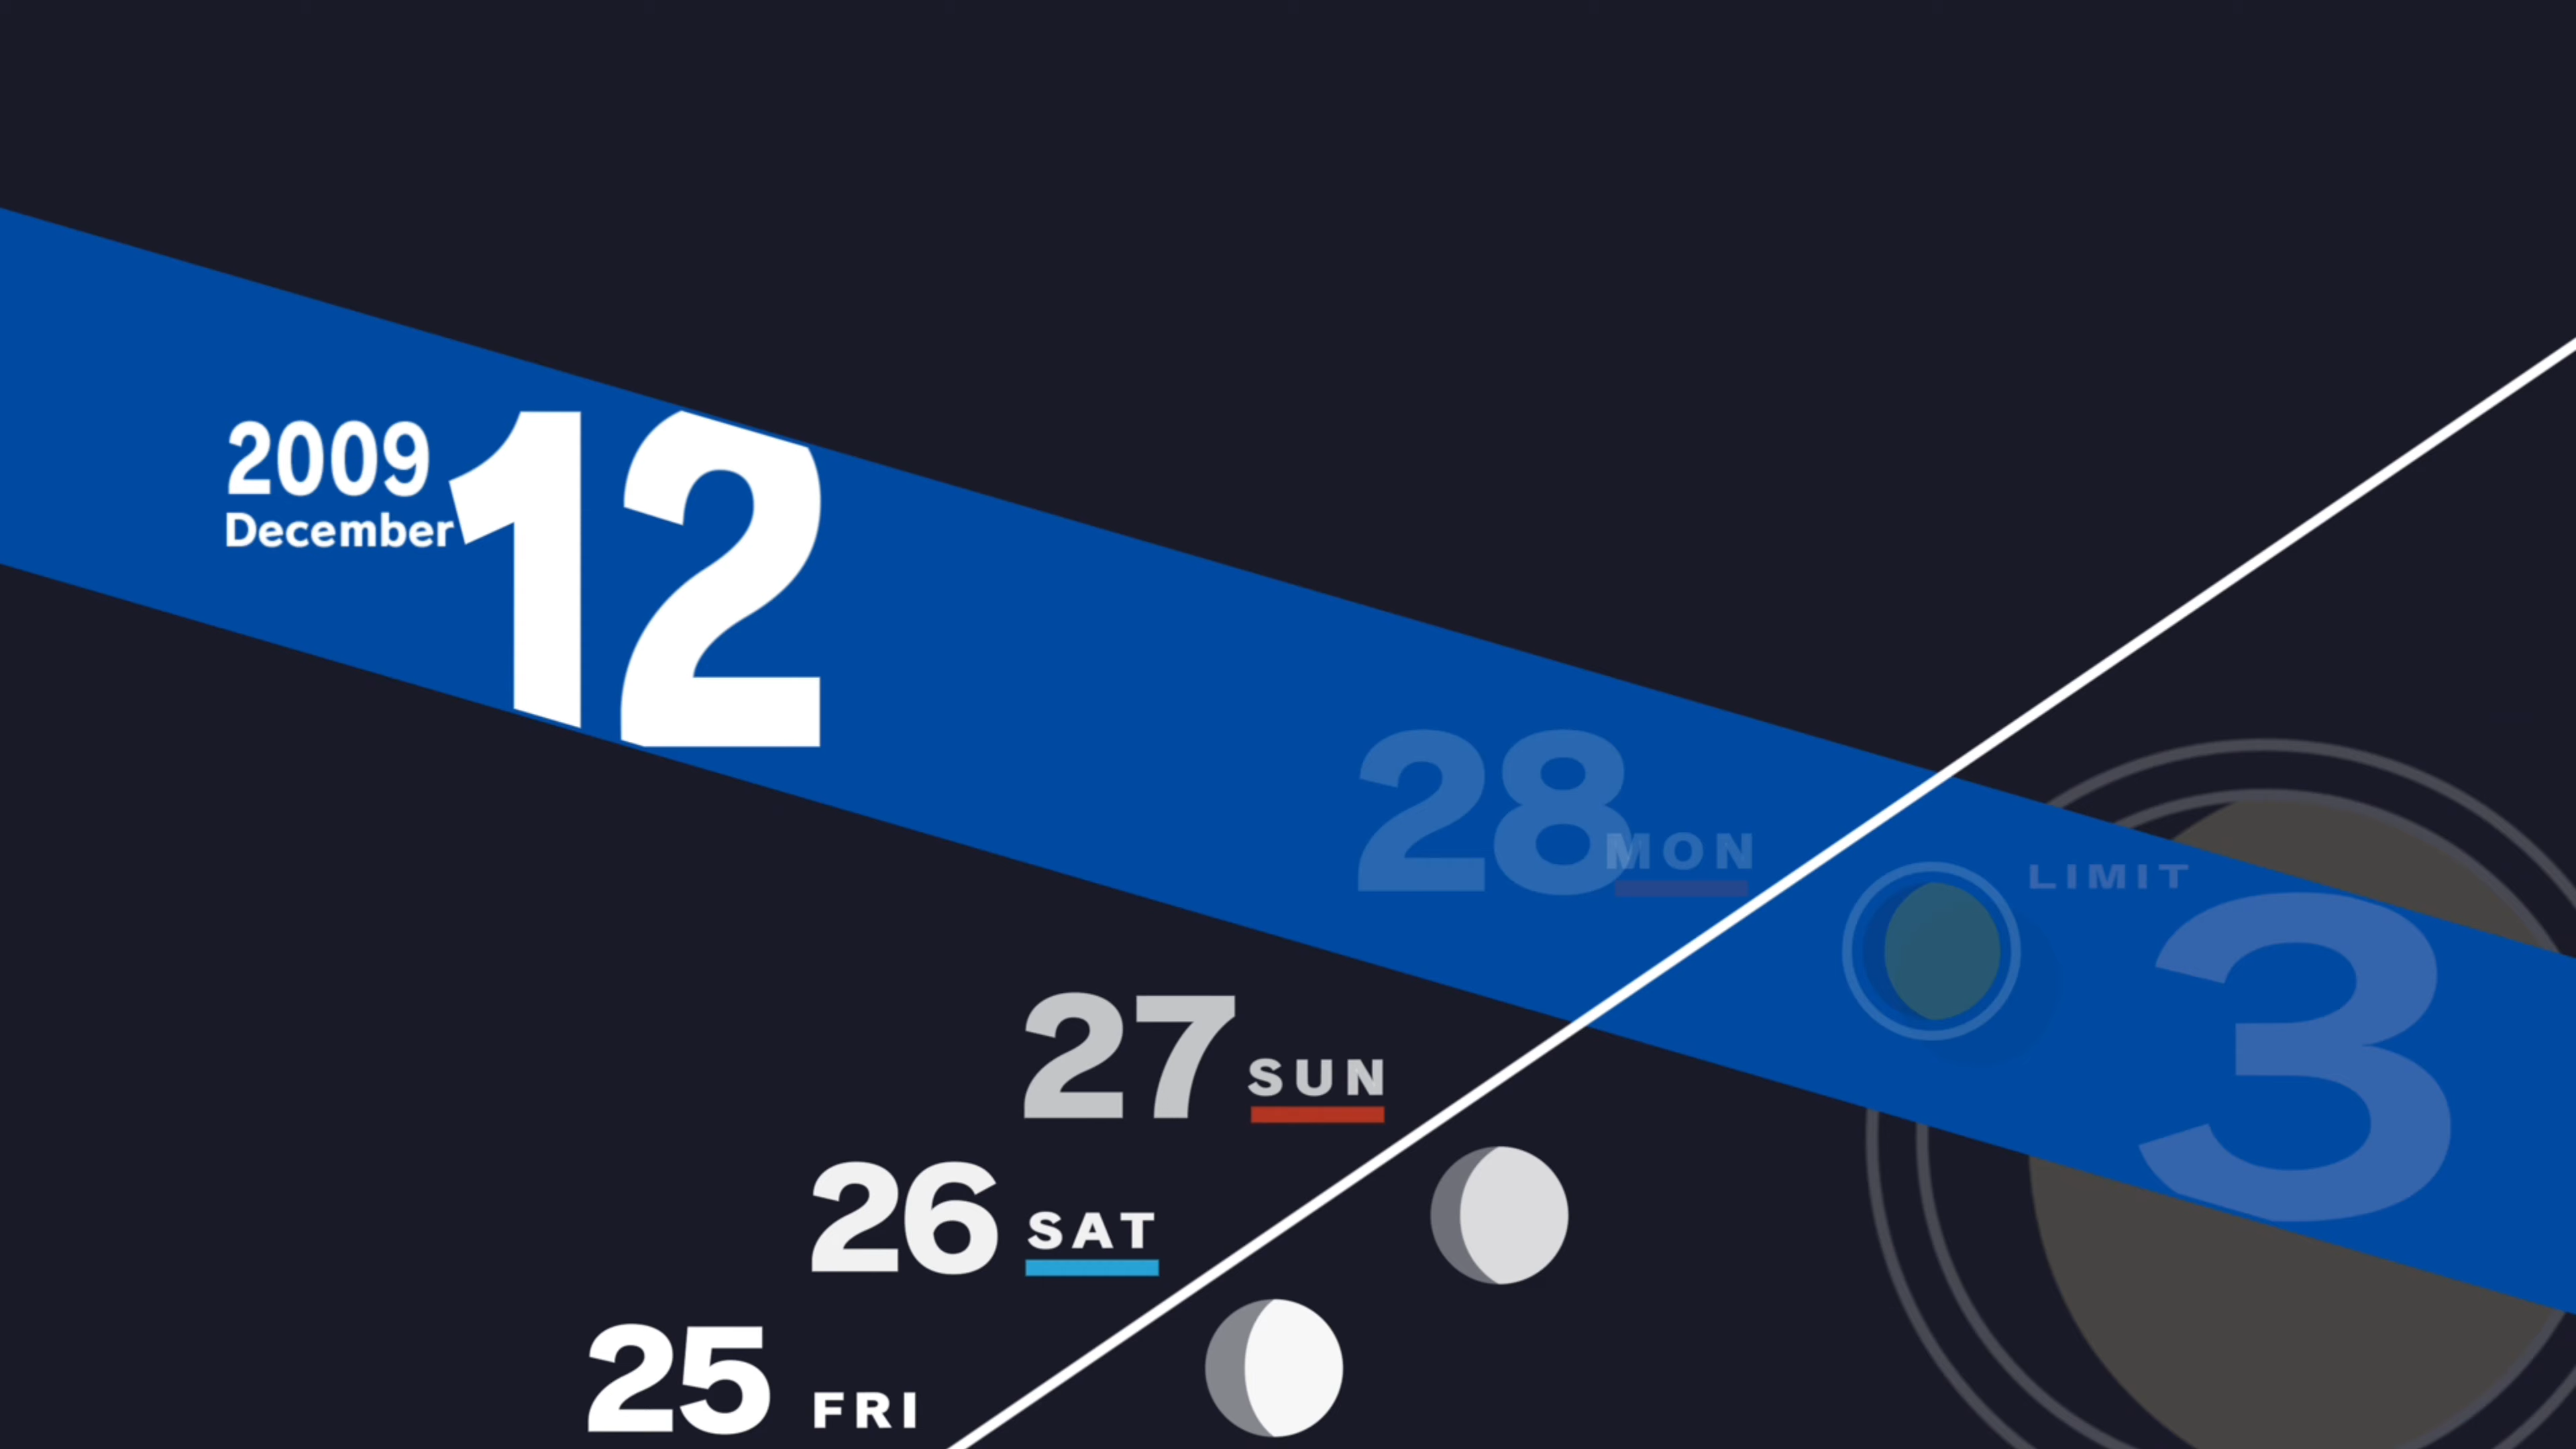 2009
December
12
28 MON
LIMIT
3
27 SUN
26 SAT
25 FRI